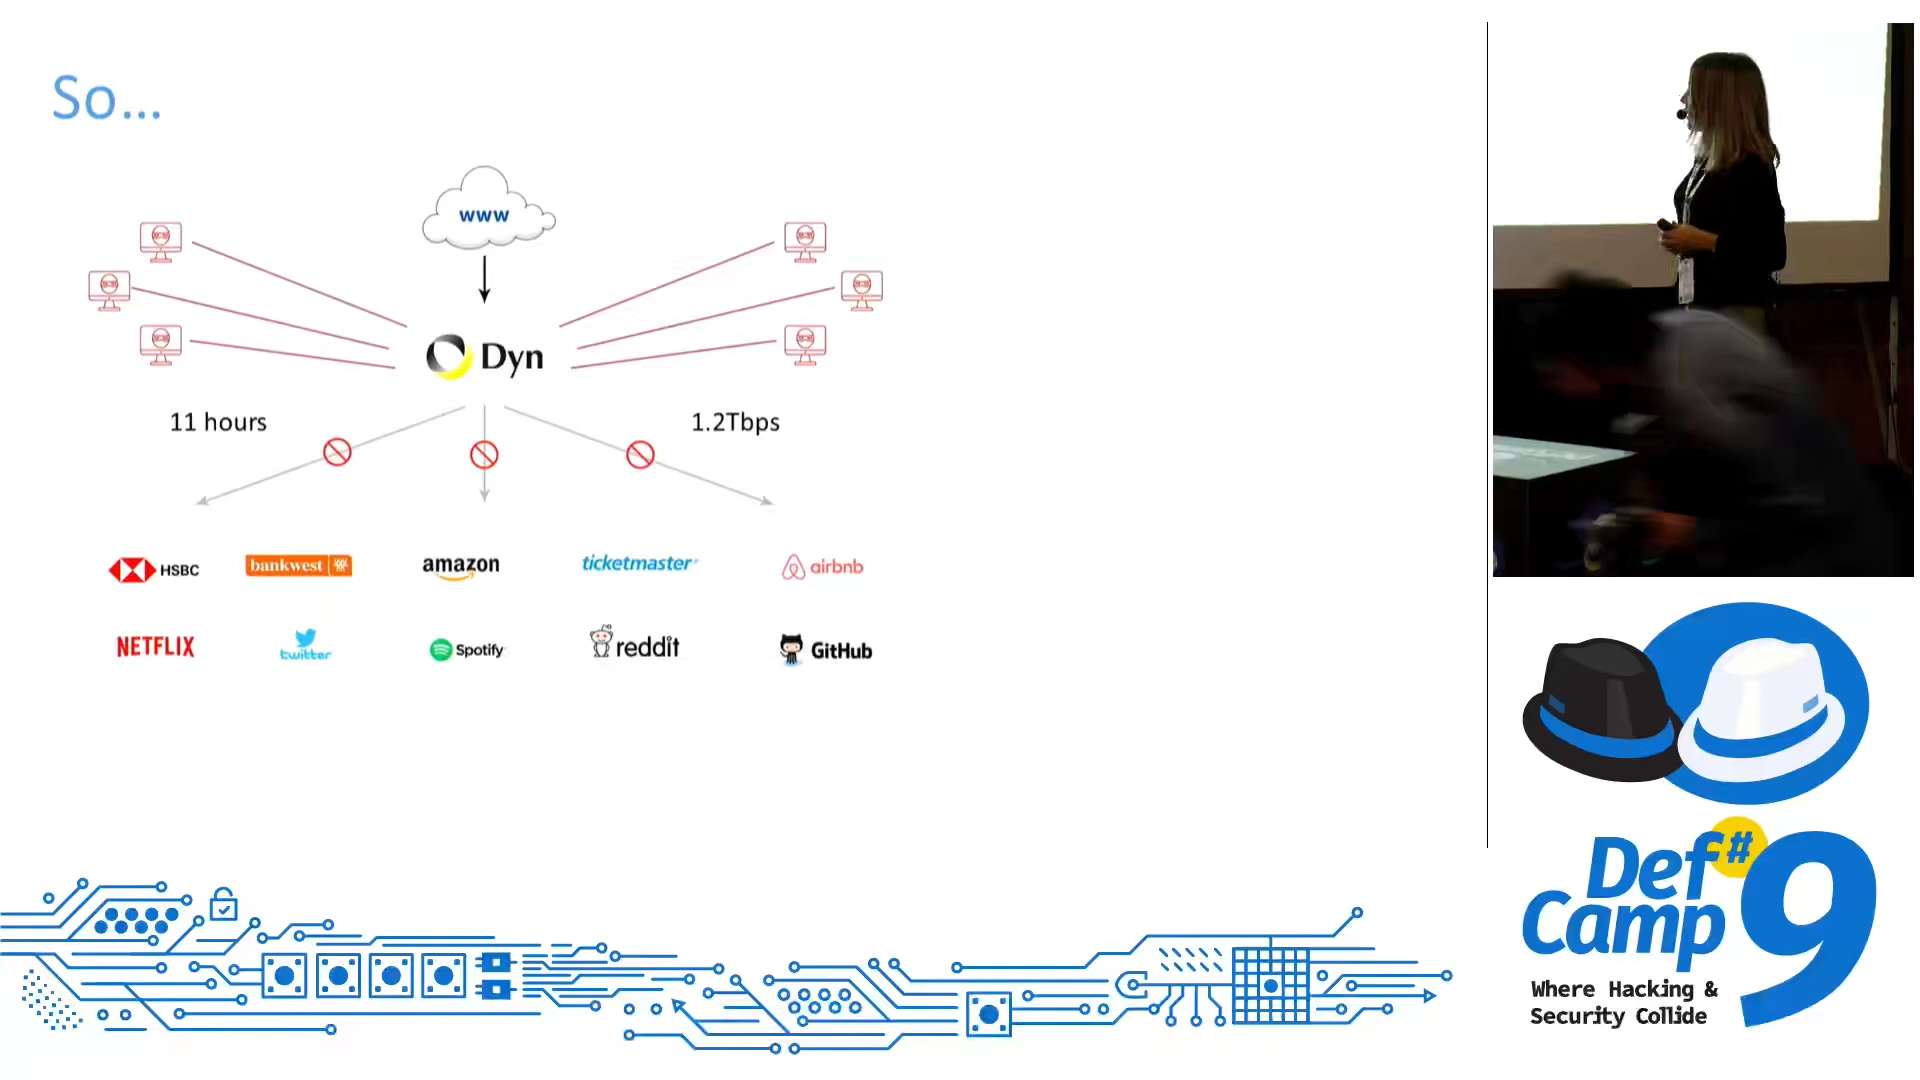 So...
www
Dyn
11 hours
1.2Tbps
HSBC
bankwest
amazon
ticketmaster
airbnb
NETFLIX
twitter
Spotify
reddit
GitHub
Def#
Camp 9
Where Hacking &
Security Collide